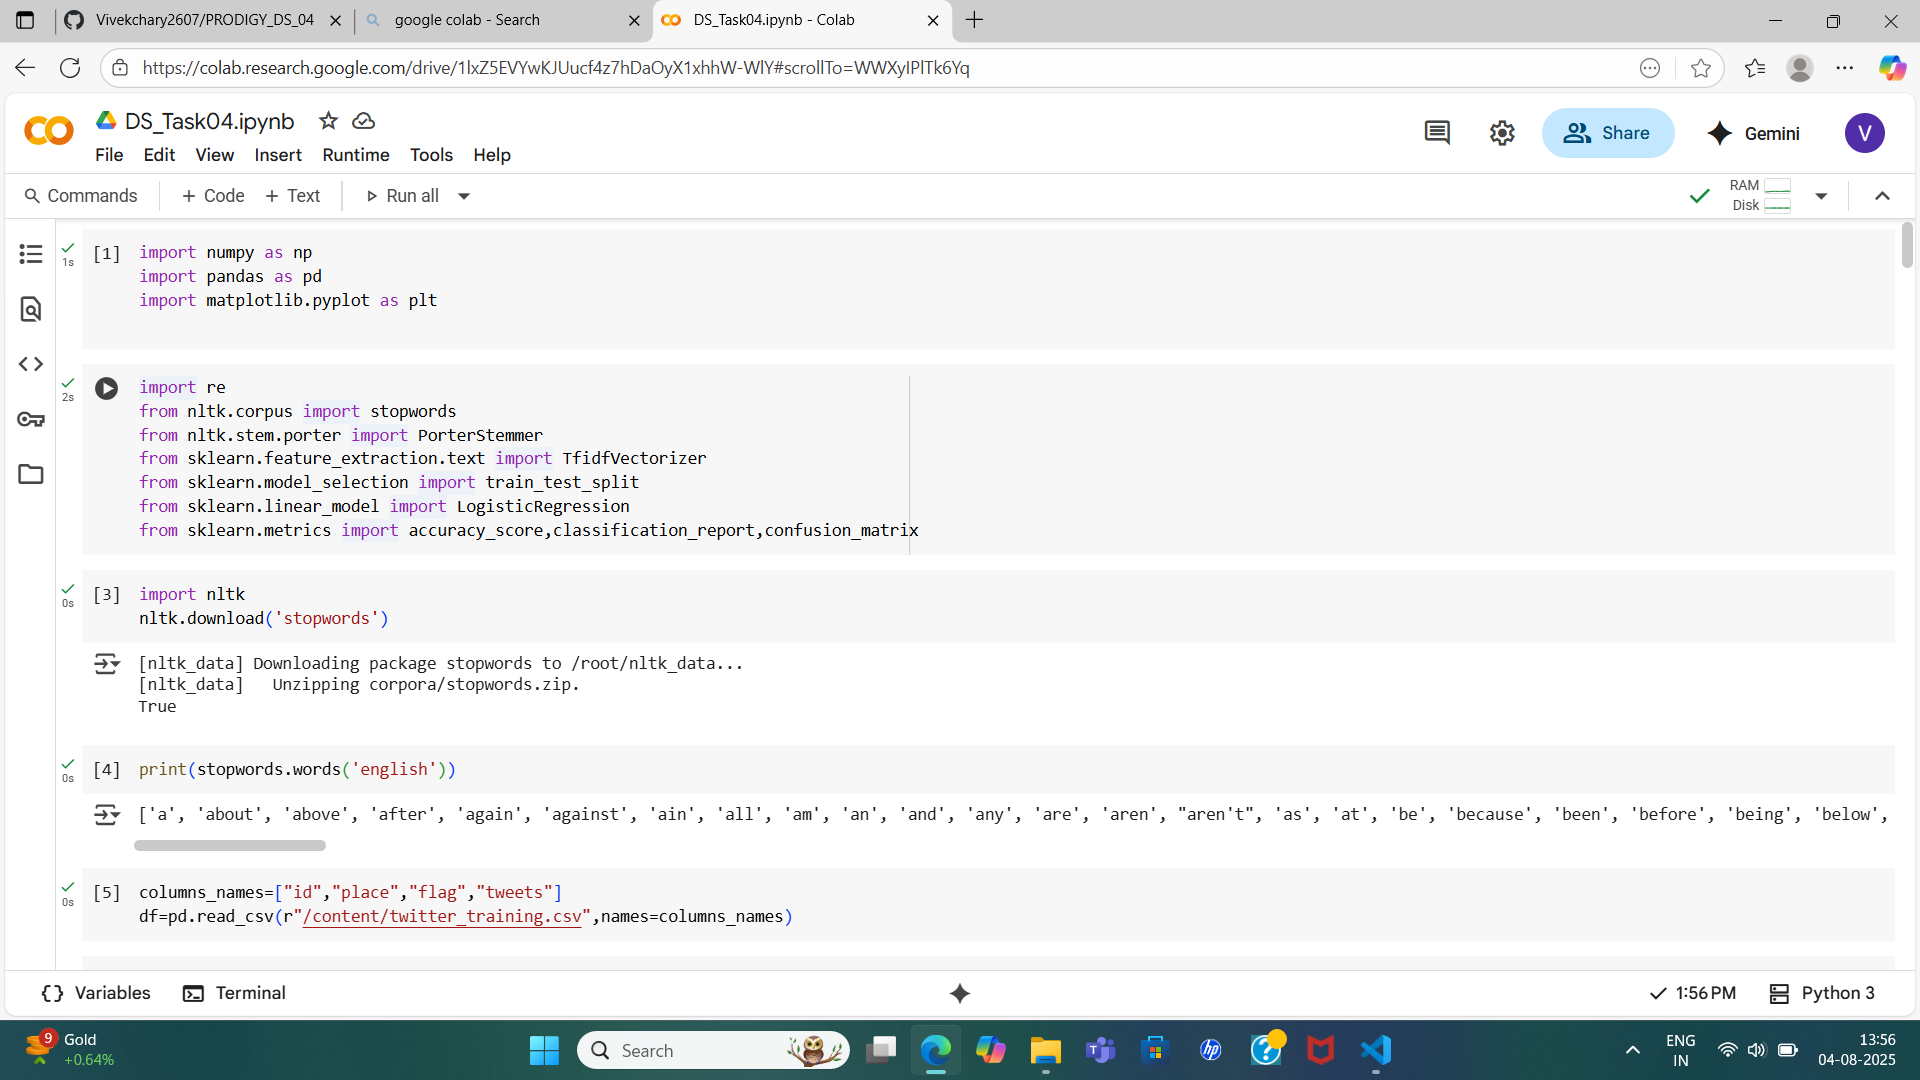 Vivekchary2607/PRODIGY_DS_04
google colab - Search
DS_Task04.ipynb - Colab
https://colab.research.google.com/drive/1lxZ5EVYwKJUucf4z7hDaOyX1xhhW-WlY#scrollTo=WWXyIPlTk6Yq
DS_Task04.ipynb
File Edit View Insert Runtime Tools Help
Share
Gemini
V
Commands + Code + Text Run all
RAM
Disk
1s
[1] import numpy as np
import pandas as pd
import matplotlib.pyplot as plt
2s
import re
from nltk.corpus import stopwords
from nltk.stem.porter import PorterStemmer
from sklearn.feature_extraction.text import TfidfVectorizer
from sklearn.model_selection import train_test_split
from sklearn.linear_model import LogisticRegression
from sklearn.metrics import accuracy_score,classification_report,confusion_matrix
0s
[3] import nltk
nltk.download('stopwords')
[nltk_data] Downloading package stopwords to /root/nltk_data...
[nltk_data]   Unzipping corpora/stopwords.zip.
True
0s
[4] print(stopwords.words('english'))
['a', 'about', 'above', 'after', 'again', 'against', 'ain', 'all', 'am', 'an', 'and', 'any', 'are', 'aren', "aren't", 'as', 'at', 'be', 'because', 'been', 'before', 'being', 'below',
0s
[5] columns_names=["id","place","flag","tweets"]
df=pd.read_csv(r"/content/twitter_training.csv",names=columns_names)
Variables Terminal
1:56 PM Python 3
9
Gold
+0.64%
Search
hp
ENG
IN
13:56
04-08-2025